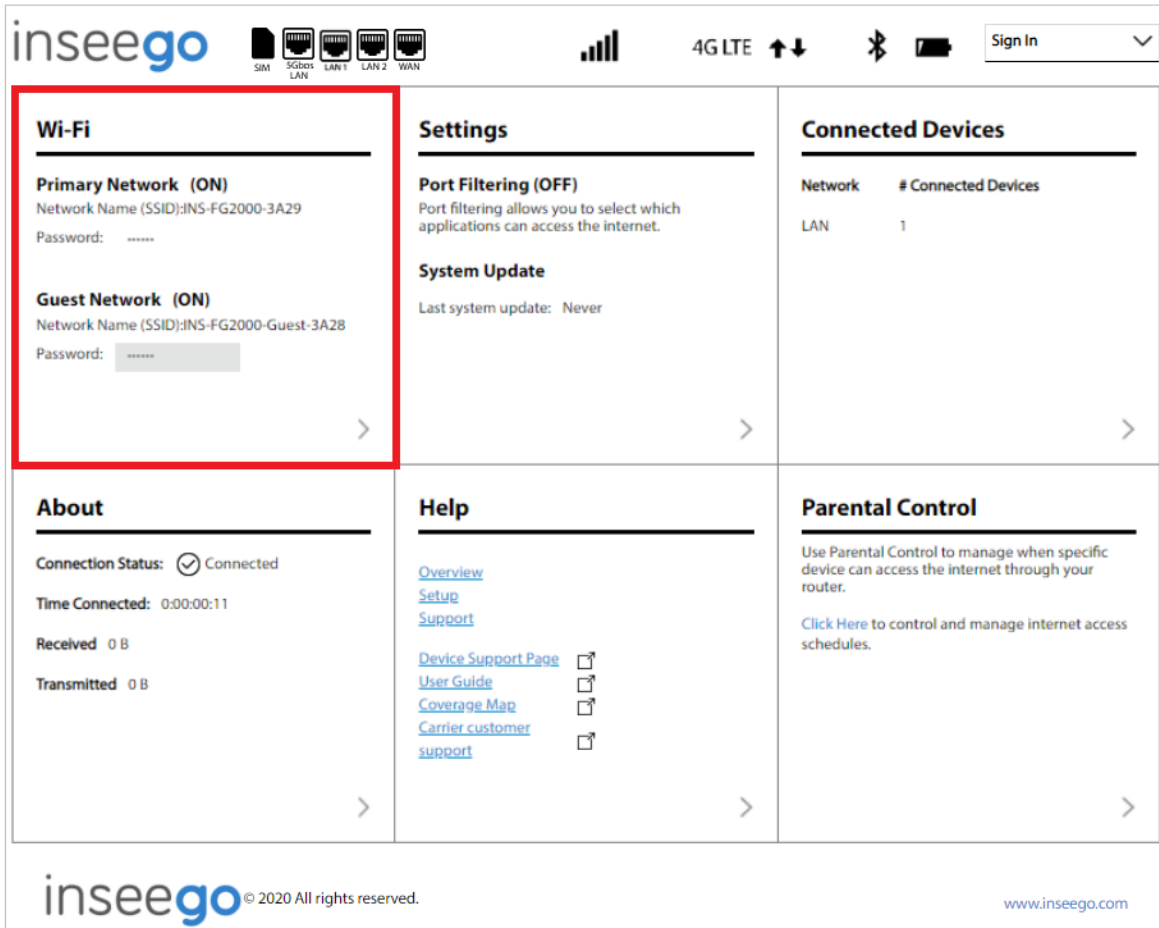 inseego
SIM
5Gbps
LAN
LAN 1
LAN 2
WAN
4G LTE
Sign In
Wi-Fi
Primary Network (ON)
Network Name (SSID):INS-FG2000-3A29
Password: ------
Guest Network (ON)
Network Name (SSID):INS-FG2000-Guest-3A28
Password: ------
Settings
Port Filtering (OFF)
Port filtering allows you to select which
applications can access the internet.
System Update
Last system update: Never
Connected Devices
Network # Connected Devices
LAN 1
About
Connection Status: Connected
Time Connected: 0:00:00:11
Received 0 B
Transmitted 0 B
Help
Overview
Setup
Support
Device Support Page
User Guide
Coverage Map
Carrier customer
support
Parental Control
Use Parental Control to manage when specific
device can access the internet through your
router.
Click Here to control and manage internet access
schedules.
inseego © 2020 All rights reserved.
www.inseego.com